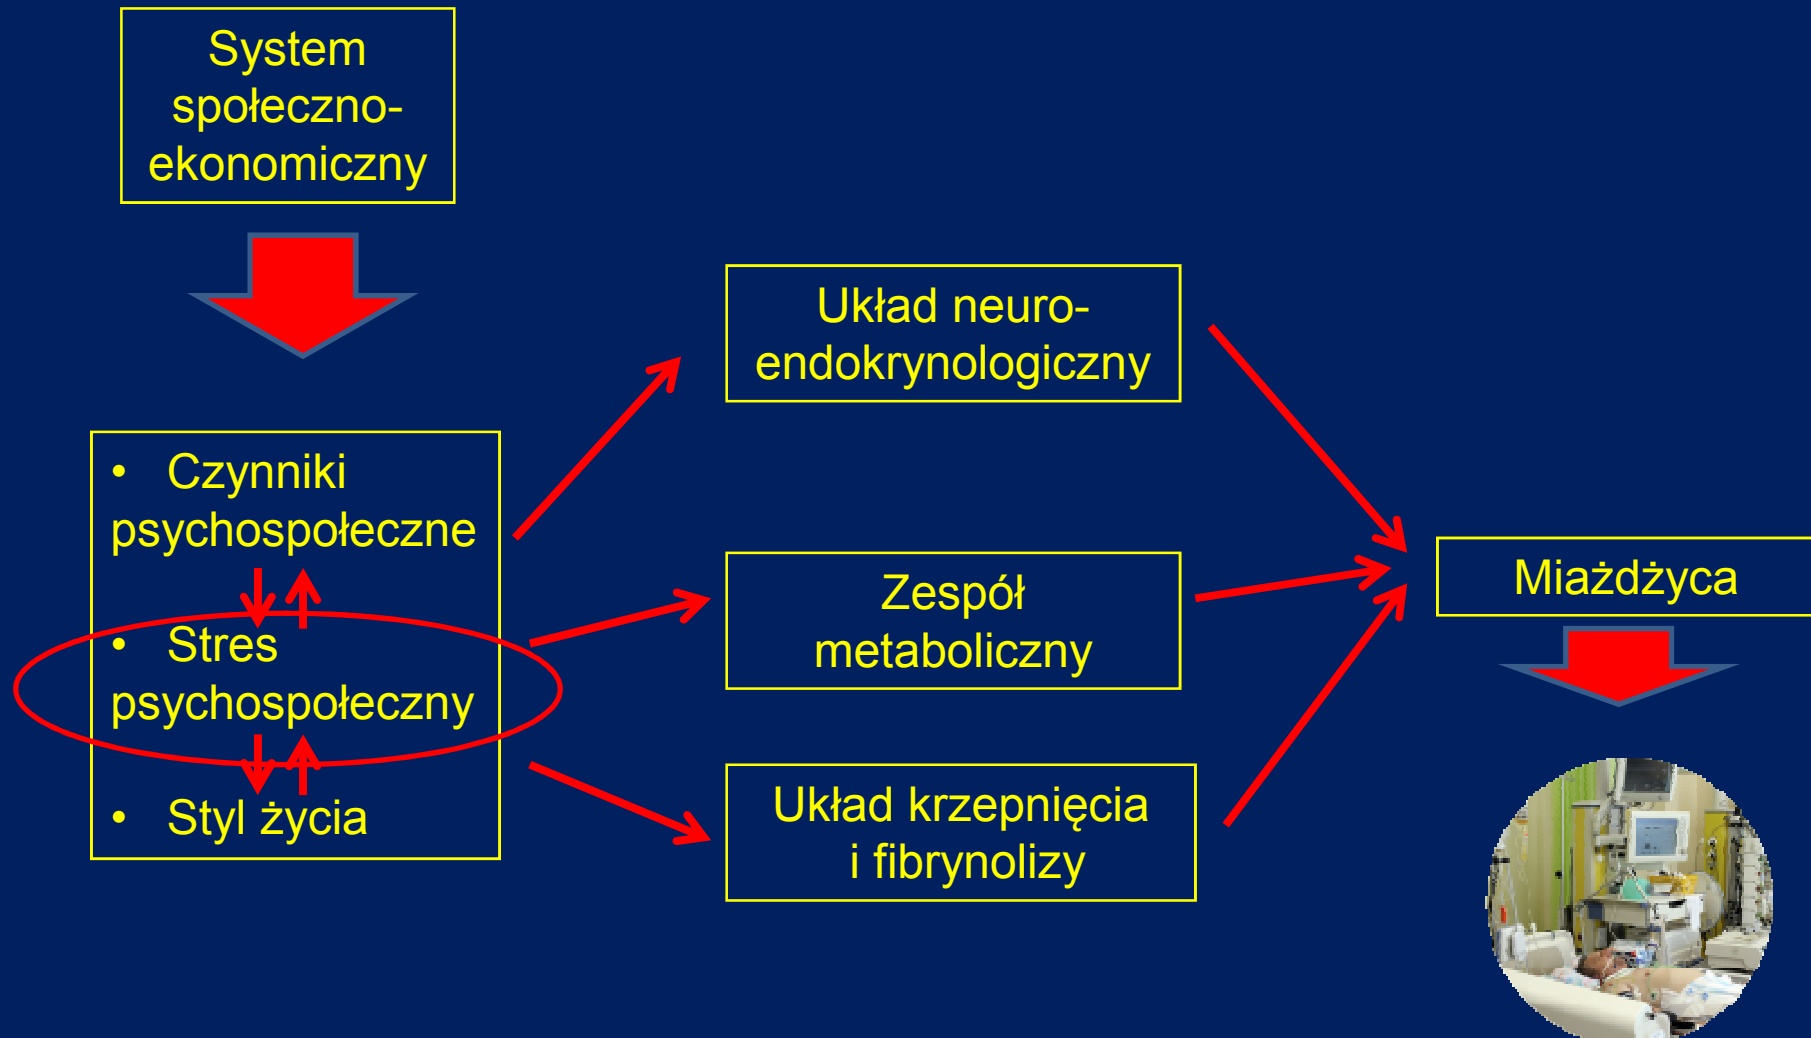 System
społeczno-
ekonomiczny
• Czynniki
psychospołeczne
• Stres
psychospołeczny
• Styl życia
Układ neuro-
endokrynologiczny
Zespół
metaboliczny
Układ krzepnięcia
i fibrynolizy
Miażdżyca